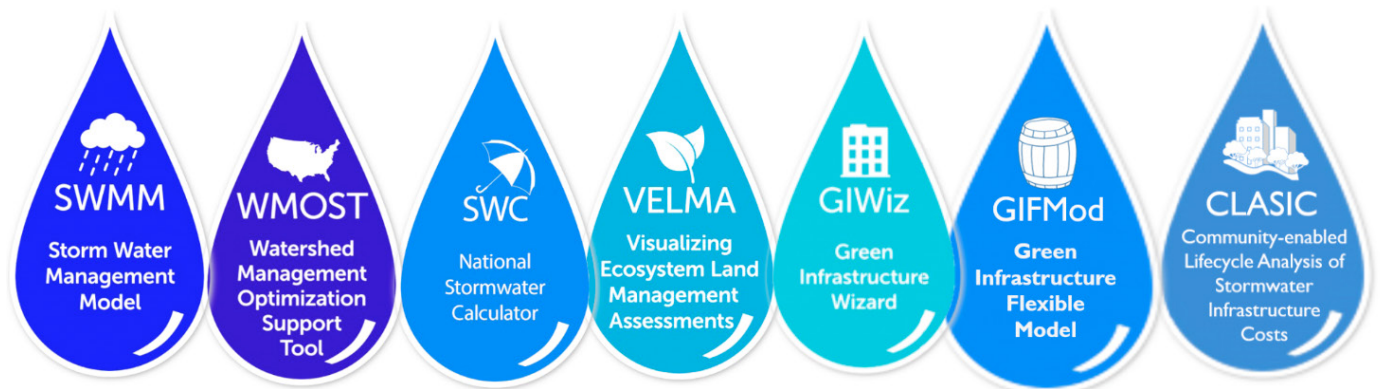 SWMM
Storm Water
Management
Model
WMOST
Watershed
Management
Optimization
Support
Tool
SWC
National
Stormwater
Calculator
VELMA
Visualizing
Ecosystem Land
Management
Assessments
GIWiz
Green
Infrastructure
Wizard
GIFMod
Green
Infrastructure
Flexible
Model
CLASIC
Community-enabled
Lifecycle Analysis of
Stormwater
Infrastructure
Costs